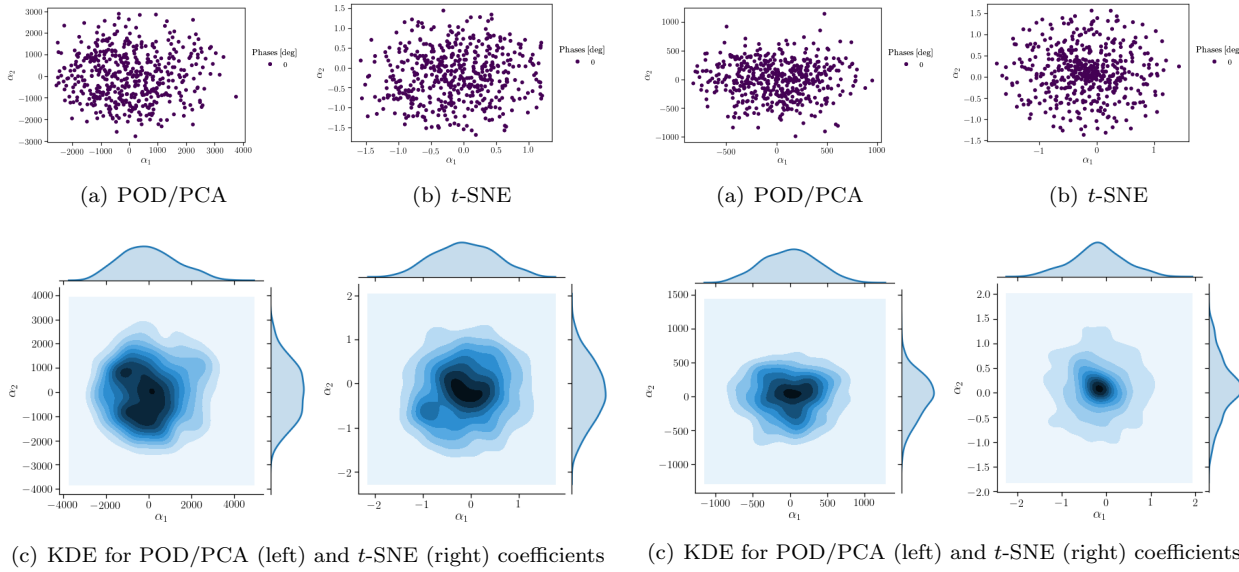 3000
2000
1000
0
−1000
−2000
−3000
α2
−2000 −1000 0 1000 2000 3000 4000
α1
Phases [deg]
0
(a) POD/PCA
1.5
1.0
0.5
0.0
−0.5
−1.0
−1.5
α2
−1.5 −1.0 −0.5 0.0 0.5 1.0
α1
Phases [deg]
0
(b) t-SNE
1000
500
0
−500
−1000
α2
−500 0 500 1000
α1
Phases [deg]
0
(a) POD/PCA
1.5
1.0
0.5
0.0
−0.5
−1.0
−1.5
α2
−1 0 1
α1
Phases [deg]
0
(b) t-SNE
4000
3000
2000
1000
0
−1000
−2000
−3000
−4000
α2
−4000 −2000 0 2000 4000
α1
2
1
0
−1
−2
α2
−2 −1 0 1
α1
(c) KDE for POD/PCA (left) and t-SNE (right) coefficients
1500
1000
500
0
−500
−1000
α2
−1000 −500 0 500 1000
α1
2.0
1.5
1.0
0.5
0.0
−0.5
−1.0
−1.5
−2.0
α2
−2 −1 0 1 2
α1
(c) KDE for POD/PCA (left) and t-SNE (right) coefficients